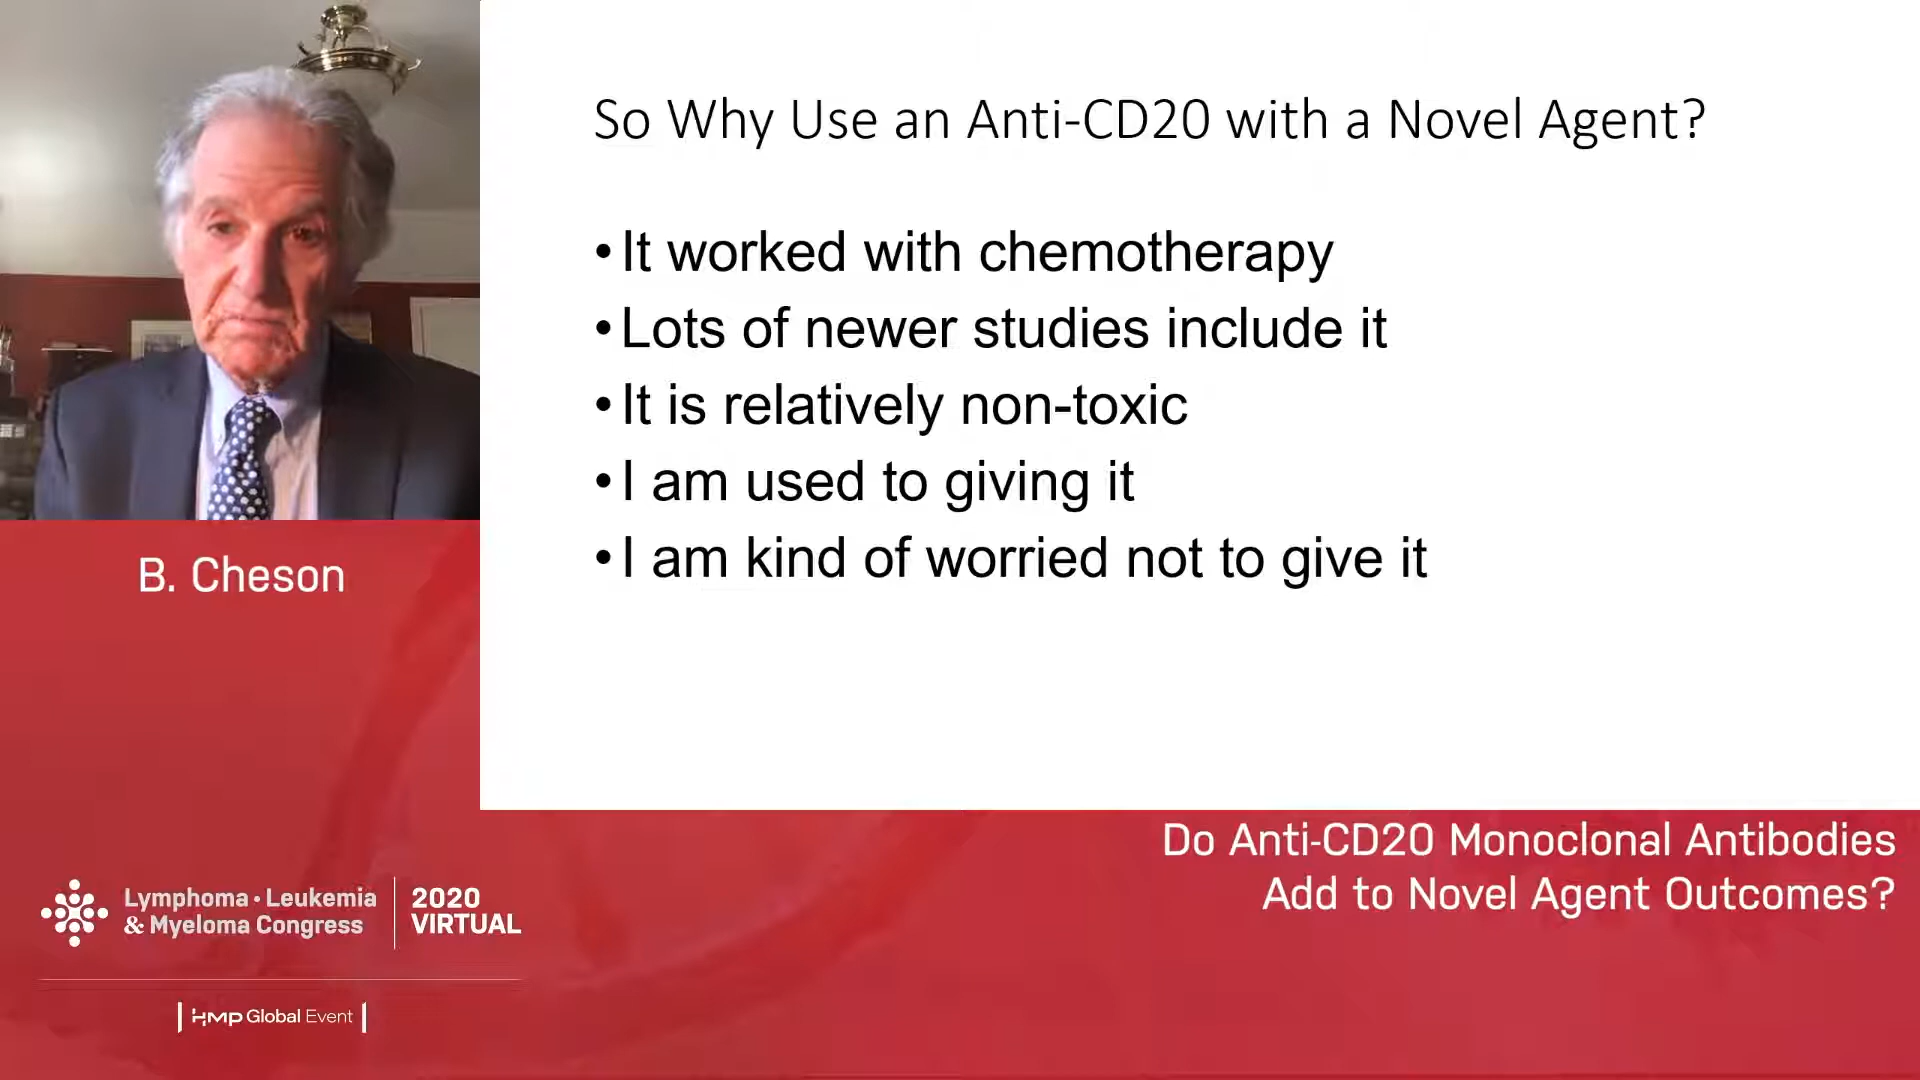 So Why Use an Anti-CD20 with a Novel Agent?
• It worked with chemotherapy
• Lots of newer studies include it
• It is relatively non-toxic
• I am used to giving it
• I am kind of worried not to give it
B. Cheson
Do Anti-CD20 Monoclonal Antibodies
Add to Novel Agent Outcomes?
Lymphoma • Leukemia
& Myeloma Congress
2020
VIRTUAL
HMP Global Event